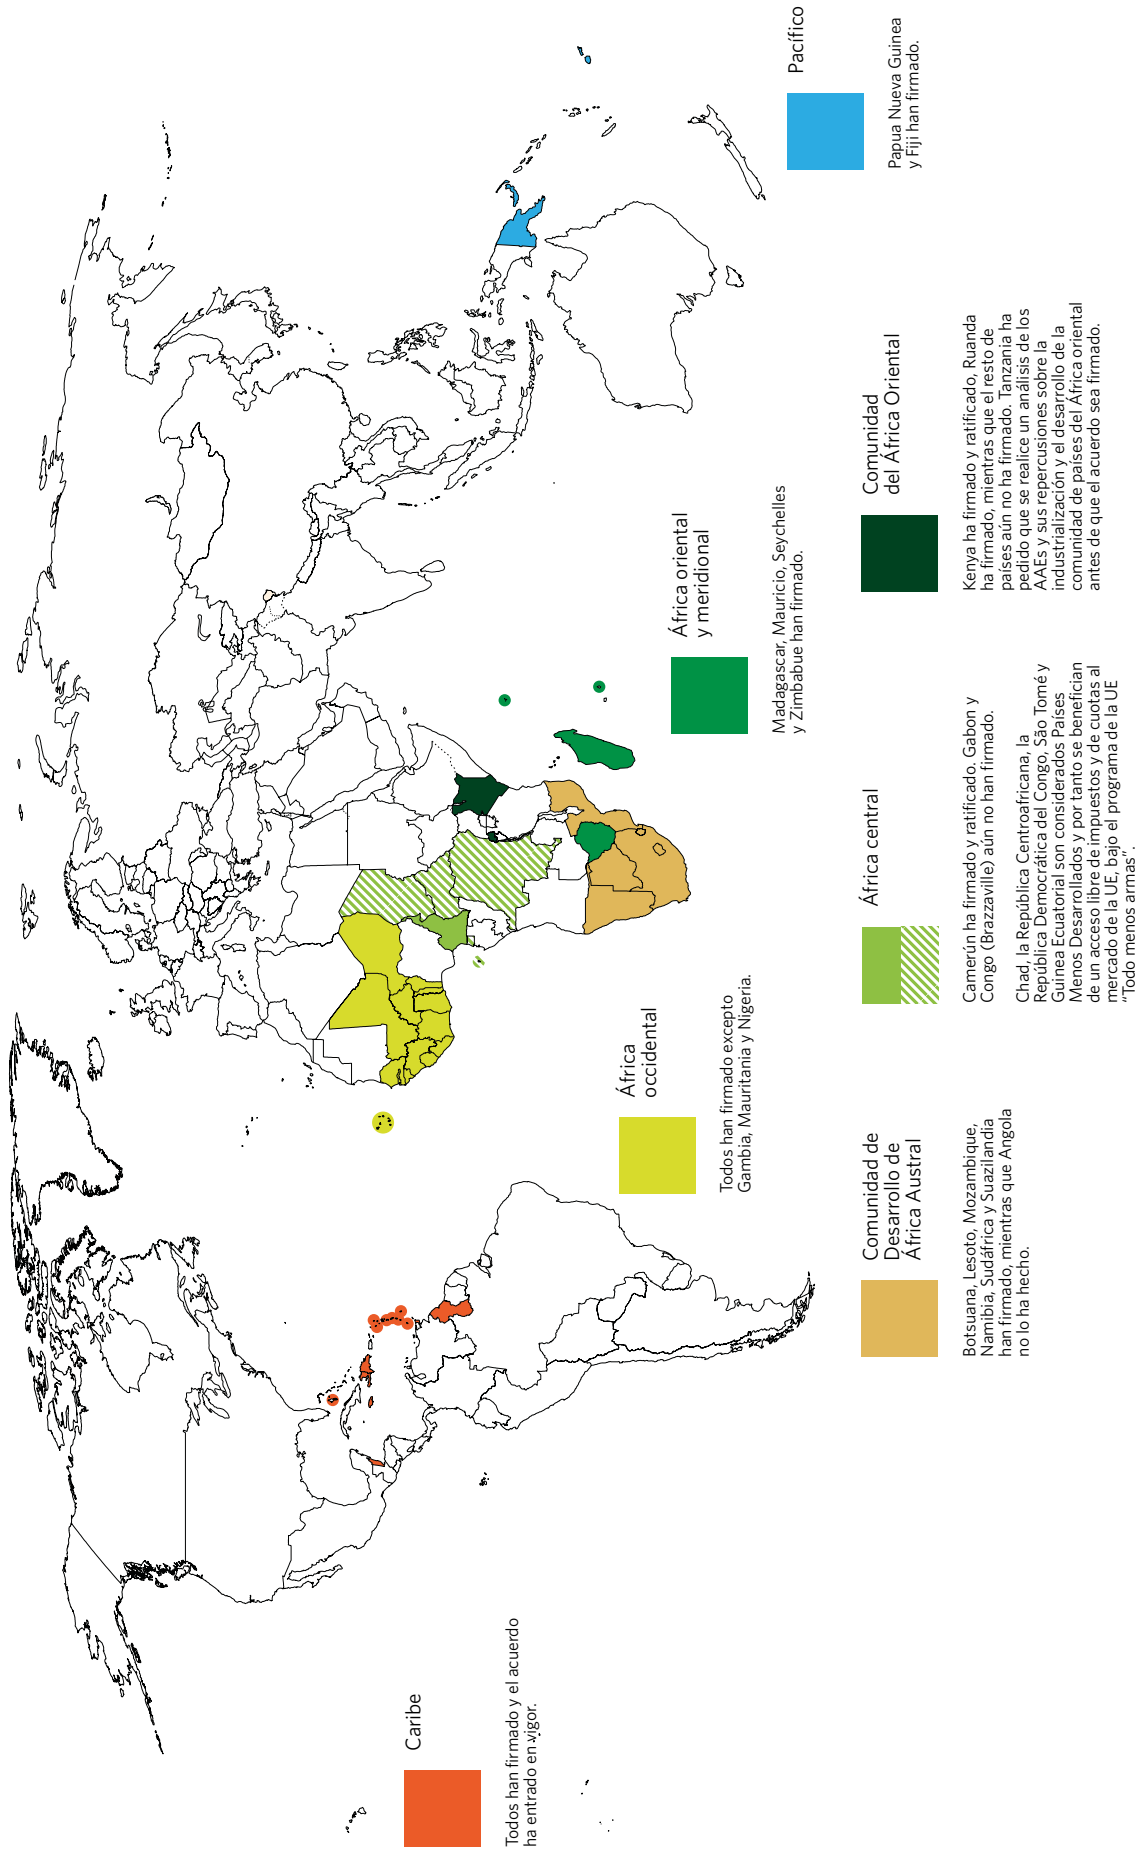 Caribe
Todos han firmado y el acuerdo
ha entrado en vigor.
África
occidental
Todos han firmado excepto
Gambia, Mauritania y Nigeria.
África oriental
y meridional
Madagascar, Mauricio, Seychelles
y Zimbabue han firmado.
Pacífico
Papua Nueva Guinea
y Fiji han firmado.
Comunidad de
Desarrollo de
África Austral
Botsuana, Lesoto, Mozambique,
Namibia, Sudáfrica y Suazilandia
han firmado, mientras que Angola
no lo ha hecho.
África central
Camerún ha firmado y ratificado. Gabon y
Congo (Brazzaville) aún no han firmado.
Chad, la República Centroafricana, la
República Democrática del Congo, São Tomé y
Guinea Ecuatorial son considerados Países
Menos Desarrollados y por tanto se benefician
de un acceso libre de impuestos y de cuotas al
mercado de la UE, bajo el programa de la UE
“Todo menos armas”.
Comunidad
del África Oriental
Kenya ha firmado y ratificado, Ruanda
ha firmado, mientras que el resto de
países aún no ha firmado. Tanzania ha
pedido que se realice un análisis de los
AAEs y sus repercusiones sobre la
industrialización y el desarrollo de la
comunidad de países del África oriental
antes de que el acuerdo sea firmado.